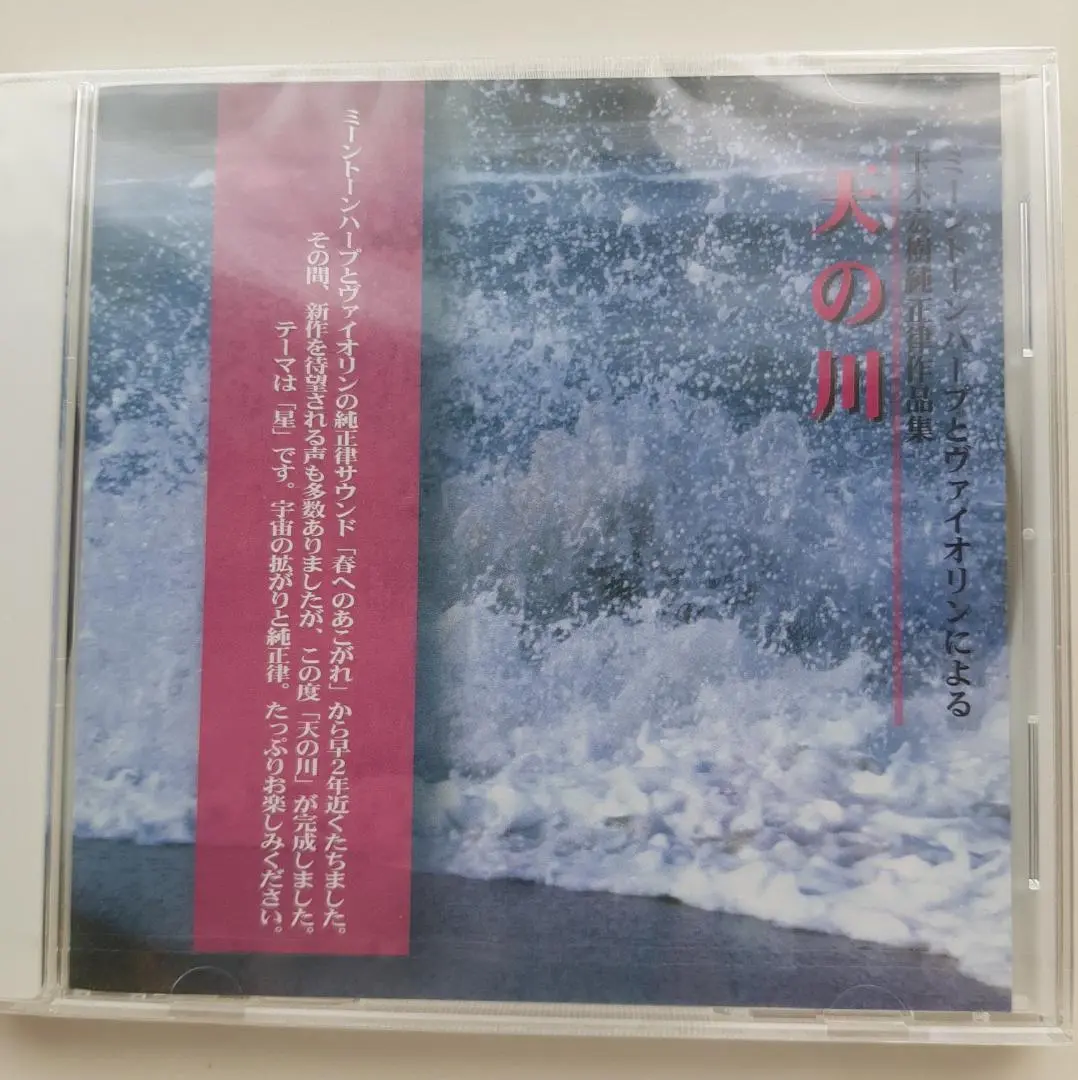 ミーントーンハープとヴァイオリンによる
玉木宏樹純正律作品集
天の川
ミーントーンハープとヴァイオリンの純正律サウンド「春へのあこがれ」から早2年近くたちました。
その間、新作を待望される声も多数ありましたが、この度「天の川」が完成しました。
テーマは「星」です。宇宙の拡がりと純正律。たっぷりお楽しみください。